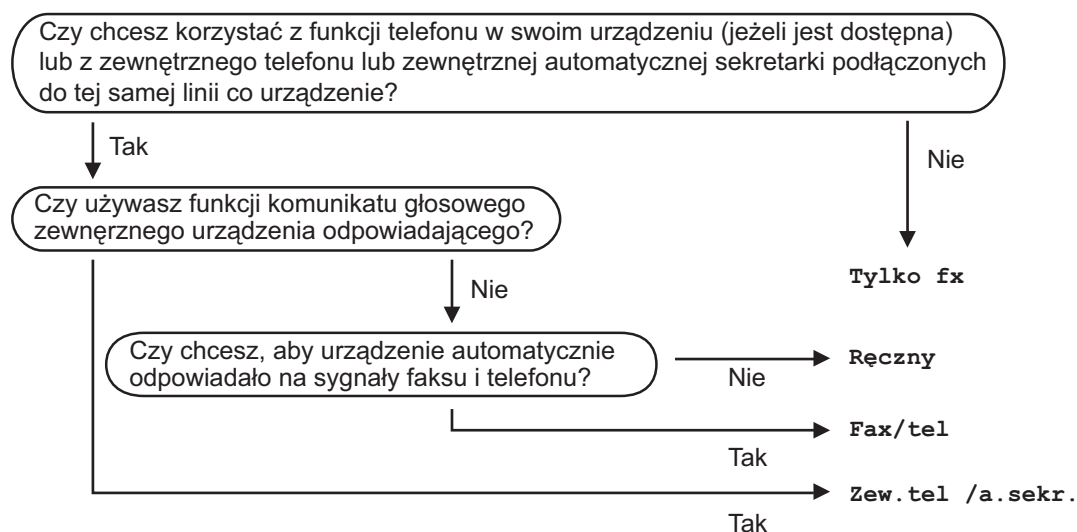 Czy chcesz korzystać z funkcji telefonu w swoim urządzeniu (jeżeli jest dostępna)
lub z zewnętrznego telefonu lub zewnętrznej automatycznej sekretarki podłączonych
do tej samej linii co urządzenie?
Tak
Nie
Czy używasz funkcji komunikatu głosowego
zewnęrznego urządzenia odpowiadającego?
Tylko fx
Nie
Czy chcesz, aby urządzenie automatycznie
odpowiadało na sygnały faksu i telefonu?
Nie
Ręczny
Fax/tel
Tak
Zew.tel /a.sekr.
Tak